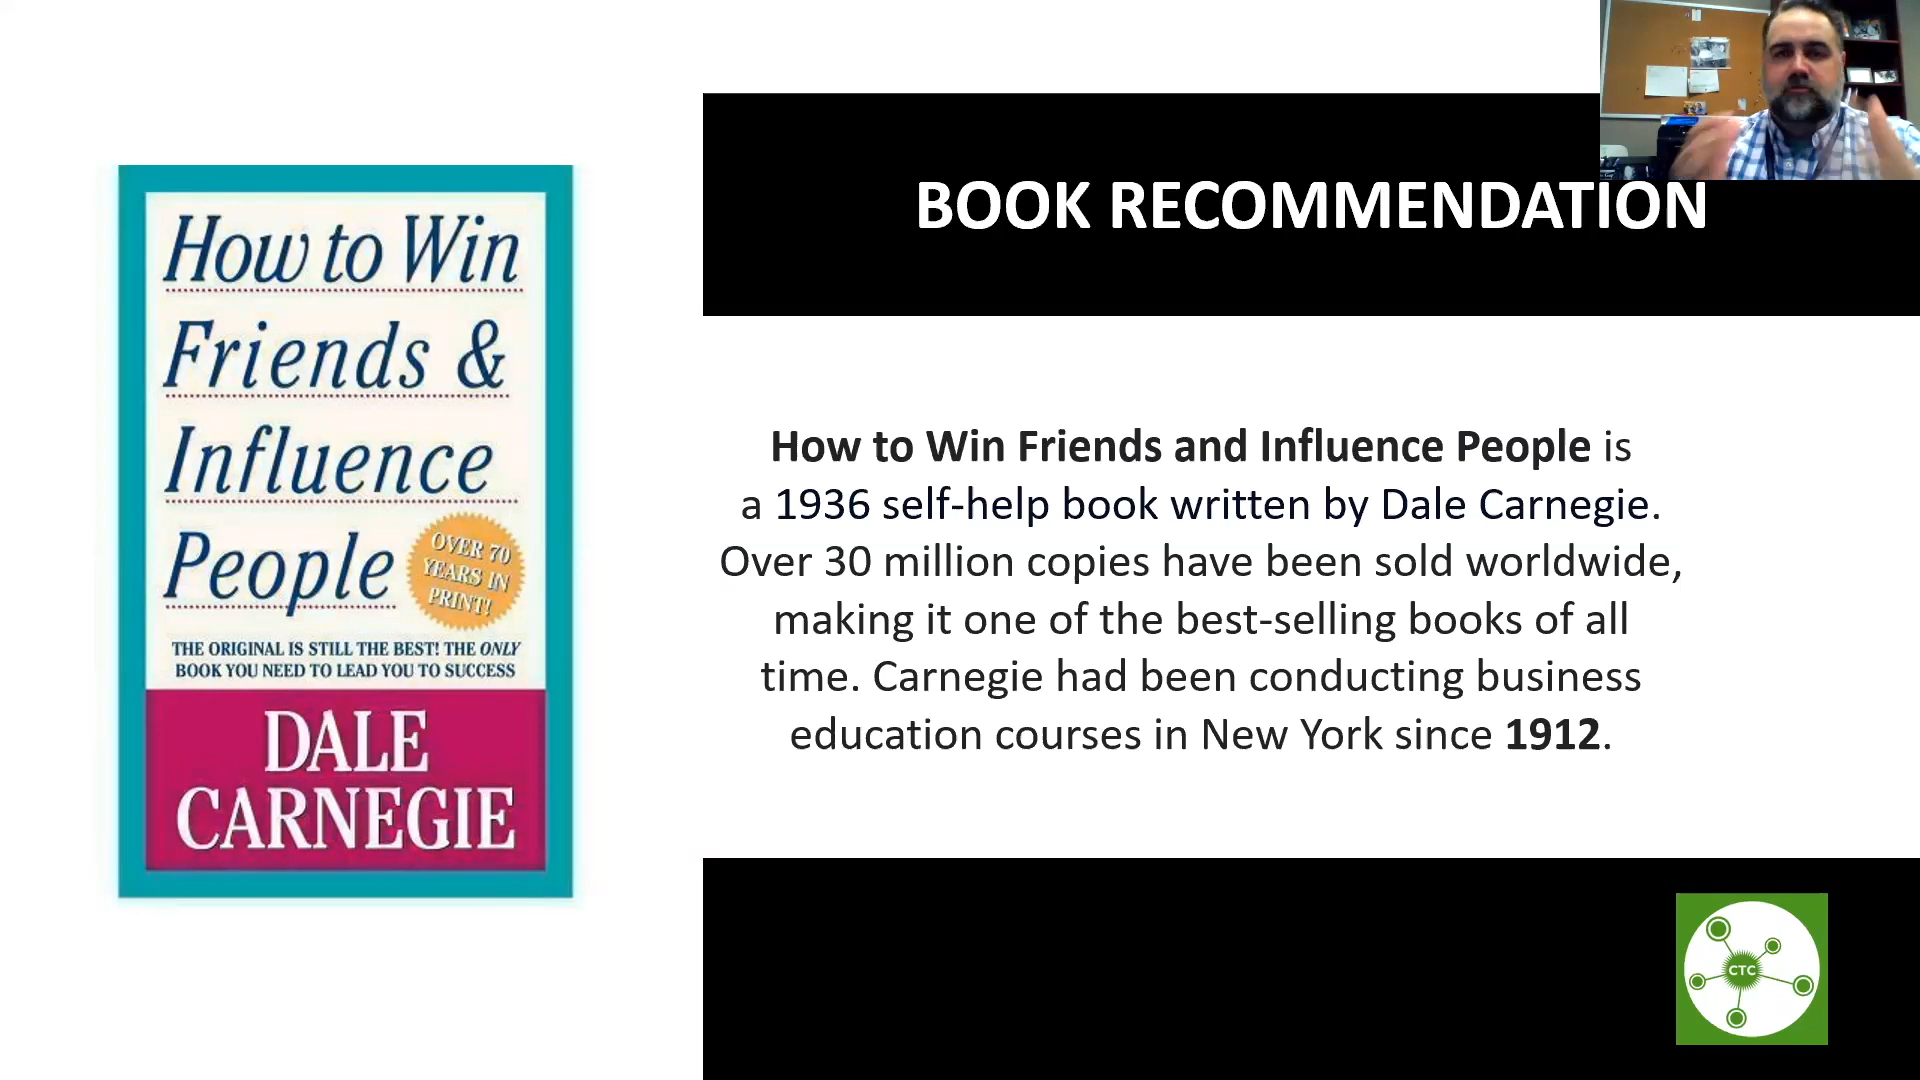 How to Win
Friends &
Influence
People
OVER 70
YEARS IN
PRINT!
THE ORIGINAL IS STILL THE BEST! THE ONLY
BOOK YOU NEED TO LEAD YOU TO SUCCESS
DALE
CARNEGIE
BOOK RECOMMENDATION
How to Win Friends and Influence People is
a 1936 self-help book written by Dale Carnegie.
Over 30 million copies have been sold worldwide,
making it one of the best-selling books of all
time. Carnegie had been conducting business
education courses in New York since 1912.
CTC